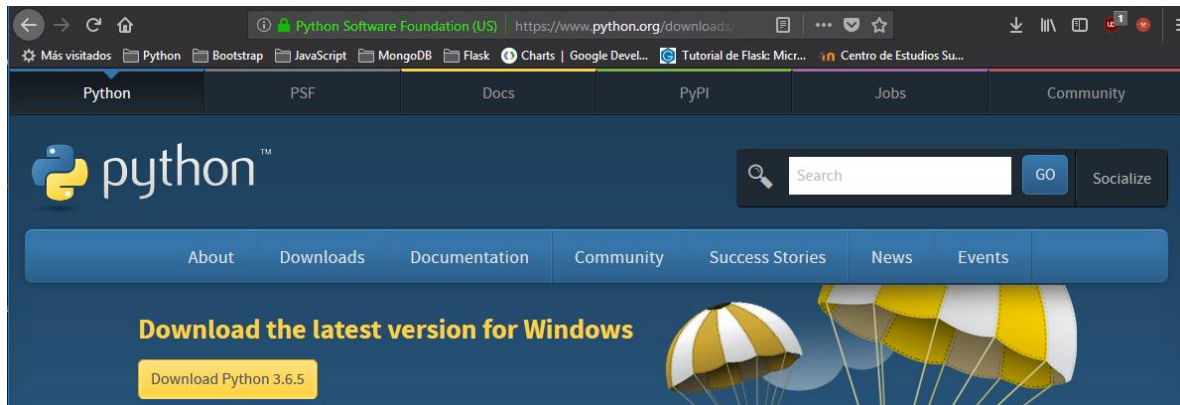 Python Software Foundation (US) https://www.python.org/downloads/
1
Más visitados Python Bootstrap JavaScript MongoDB Flask Charts | Google Devel... Tutorial de Flask: Micr... Centro de Estudios Su...
Python PSF Docs PyPI Jobs Community
python™
Search GO Socialize
About Downloads Documentation Community Success Stories News Events
Download the latest version for Windows
Download Python 3.6.5